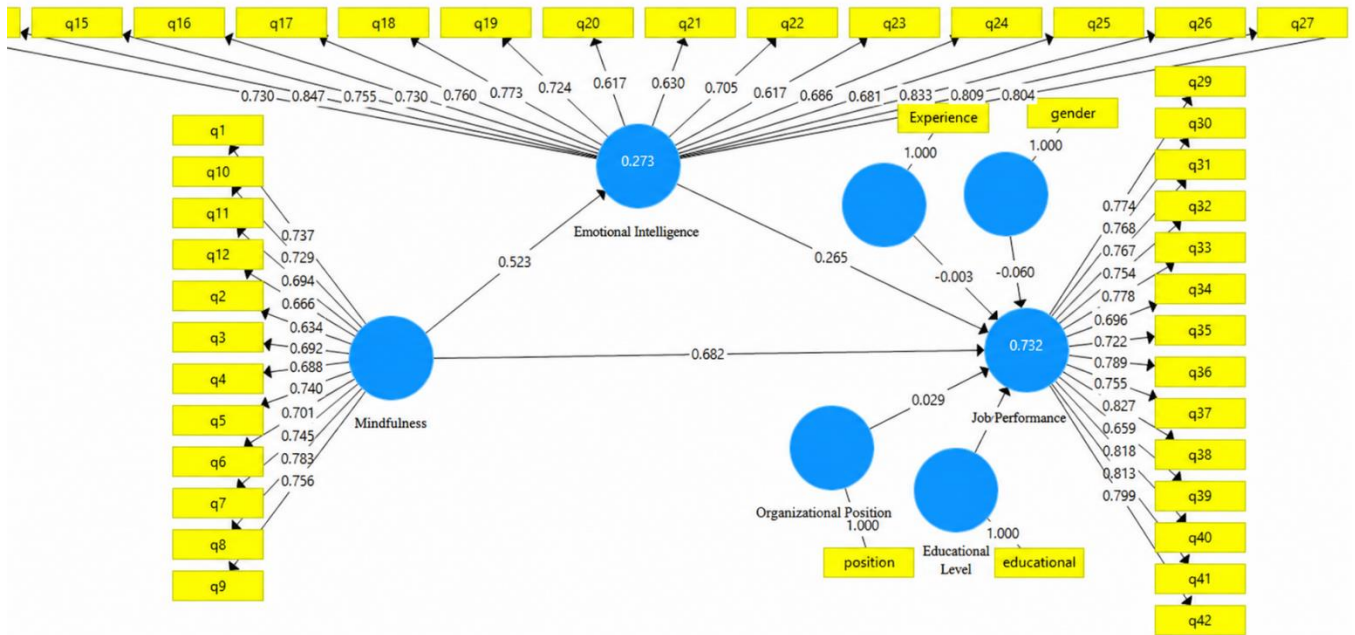 q15 q16 q17 q18 q19 q20 q21 q22 q23 q24 q25 q26 q27
0.730 0.847 0.755 0.730 0.760 0.773 0.724 0.617 0.630 0.705 0.617 0.686 0.681 0.833 0.809 0.804
q29
Experience gender
q1
q30
1.000 1.000
0.273
q31
q10
q32
q11
0.774
0.768
0.767
0.754
0.778
0.696
0.722
0.789
0.755
0.827
0.659
0.818
0.813
0.799
Emotional Intelligence
0.737
0.729
0.694
0.666
0.634
0.692
0.688
0.740
0.701
0.745
0.783
0.756
q33
q12
0.523
0.265
-0.003 -0.060
q34
q2
q35
q3
0.682
0.732
q36
q4
0.029
q37
q5
Mindfulness
Job Performance
q38
q6
q39
q7
Organizational Position
1.000
1.000
q40
q8
position
Educational
Level
educational
q41
q9
q42